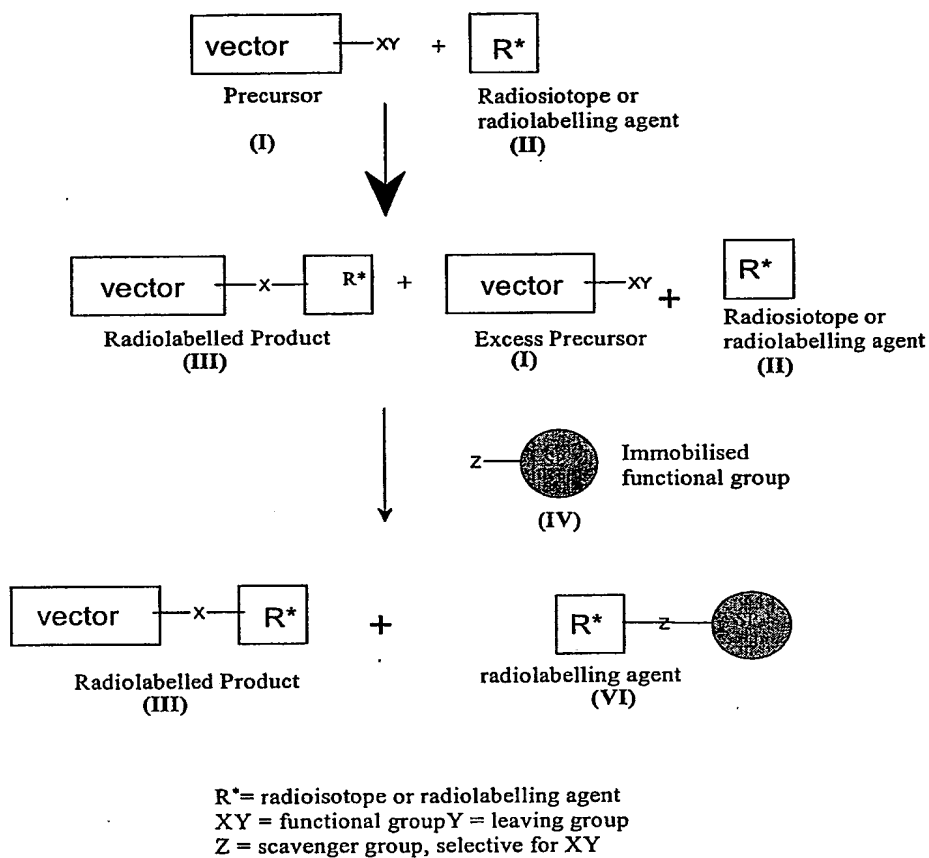 vector XY + R*
Precursor Radiosiotope or
radiolabelling agent
(I) (II)
vector X R* + vector XY + R*
Radiolabelled Product Excess Precursor Radiosiotope or
radiolabelling agent
(III) (I) (II)
Z Immobilised
functional group
(IV)
vector X R* + R* Z
Radiolabelled Product radiolabelling agent
(III) (VI)
R*= radioisotope or radiolabelling agent
XY = functional groupY = leaving group
Z = scavenger group, selective for XY